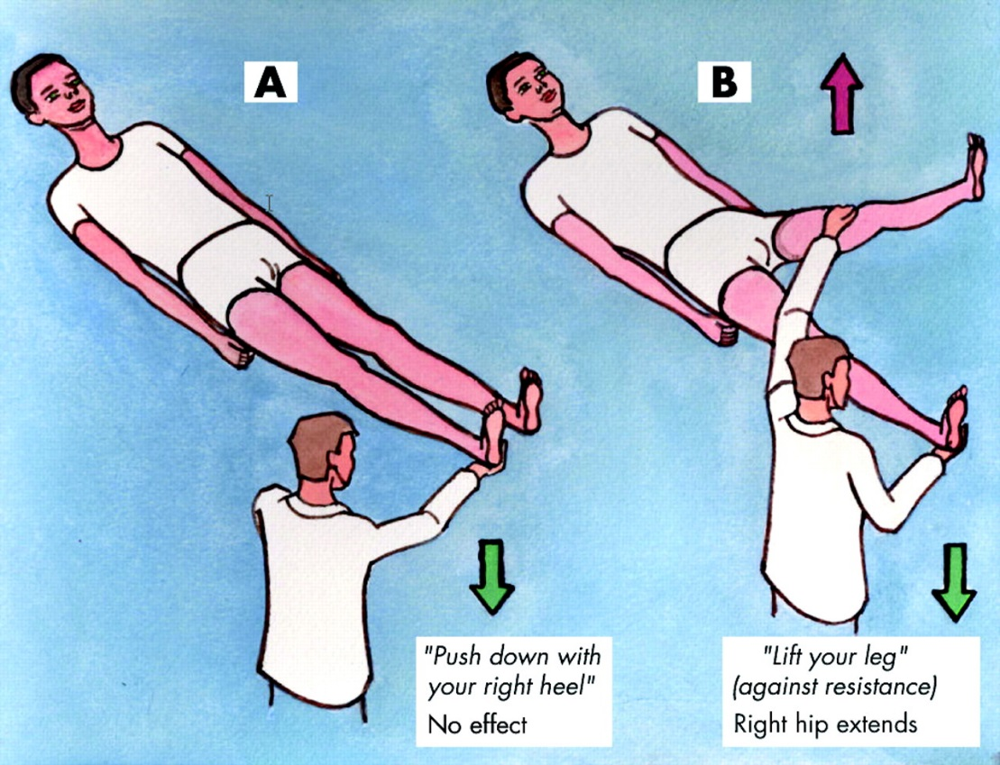 A
B
"Push down with
your right heel"
No effect
"Lift your leg"
(against resistance)
Right hip extends